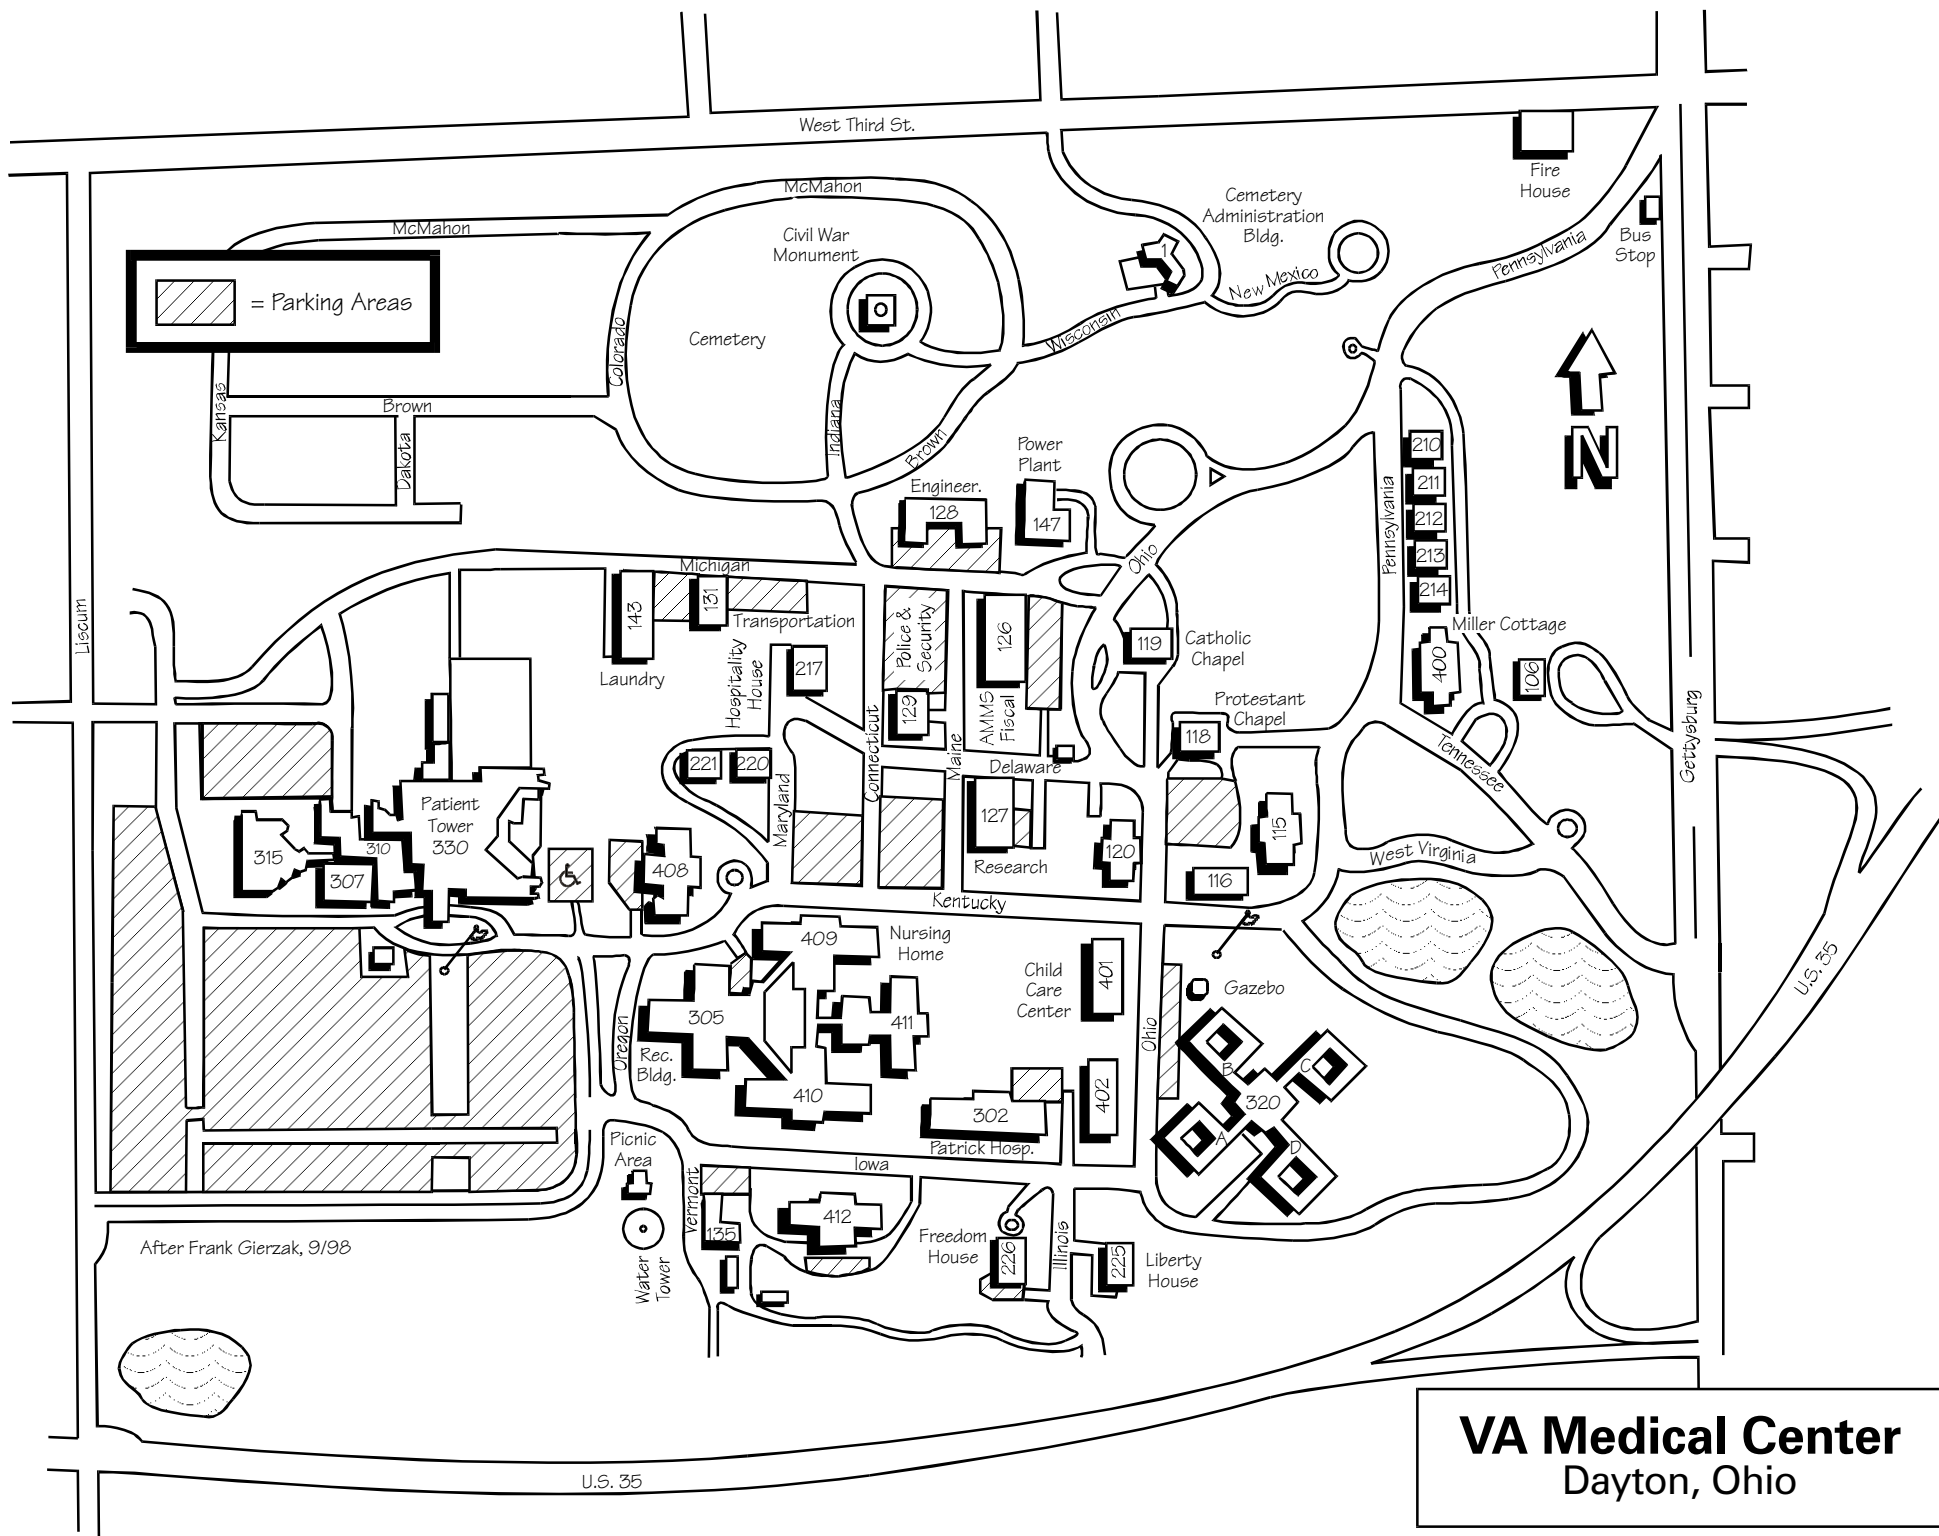 West Third St.
McMahon
McMahon
Cemetery
Administration
Bldg.
Fire
House
Bus
Stop
Civil War
Monument
1
New Mexico
Pennsylvania
= Parking Areas
Colorado
Cemetery
Wisconsin
Kansas
Brown
Dakota
Indiana
Brown
Power
Plant
Engineer.
128
147
N
210
211
212
213
214
Pennsylvania
Michigan
Ohio
Liscum
143
131
Transportation
Laundry
Hospitality
House
217
Police &
Security
126
129
AMMS
Fiscal
119
Catholic
Chapel
Miller Cottage
400
106
Protestant
Chapel
118
Gettysburg
Tennessee
221
220
Maryland
Connecticut
Maine
Delaware
127
Research
120
115
116
West Virginia
Patient
Tower
330
315
310
307
408
Kentucky
409
Nursing
Home
305
411
Rec.
Bldg.
410
Oregon
Child
Care
Center
401
402
Gazebo
Ohio
B
C
320
A
D
302
Patrick Hosp.
U.S. 35
Picnic
Area
Iowa
Vermont
135
412
Water
Tower
Freedom
House
226
Illinois
225
Liberty
House
After Frank Gierzak, 9/98
U.S. 35
VA Medical Center
Dayton, Ohio